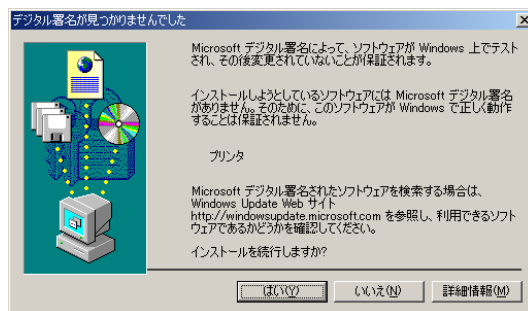 デジタル署名が見つかりませんでした
Microsoft デジタル署名によって、ソフトウェアが Windows 上でテスト
され、その後変更されていないことが保証されます。
インストールしようとしているソフトウェアには Microsoft デジタル署名
がありません。そのために、このソフトウェアが Windows で正しく動作
することは保証されません。
プリンタ
Microsoft デジタル署名されたソフトウェアを検索する場合は、
Windows Update Web サイト
http://windowsupdate.microsoft.com を参照し、利用できるソフト
ウェアであるかどうかを確認してください。
インストールを続行しますか?
はい(Y) いいえ(N) 詳細情報(M)